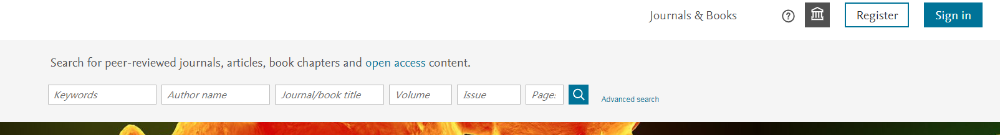 Journals & Books ? Register Sign in
Search for peer-reviewed journals, articles, book chapters and open access content.
Keywords Author name Journal/book title Volume Issue Page: Advanced search